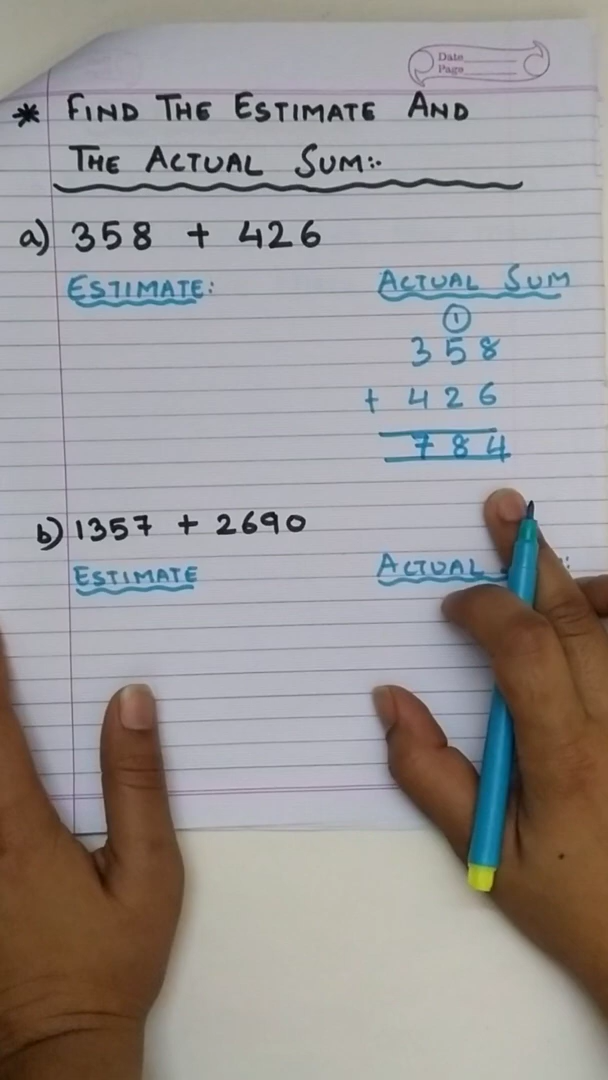 Date
Page
* FIND THE ESTIMATE AND
THE ACTUAL SUM:-
a) 358 + 426
ESTIMATE:
ACTUAL SUM
1
358
+ 426
784
b) 1357 + 2690
ESTIMATE
ACTUAL